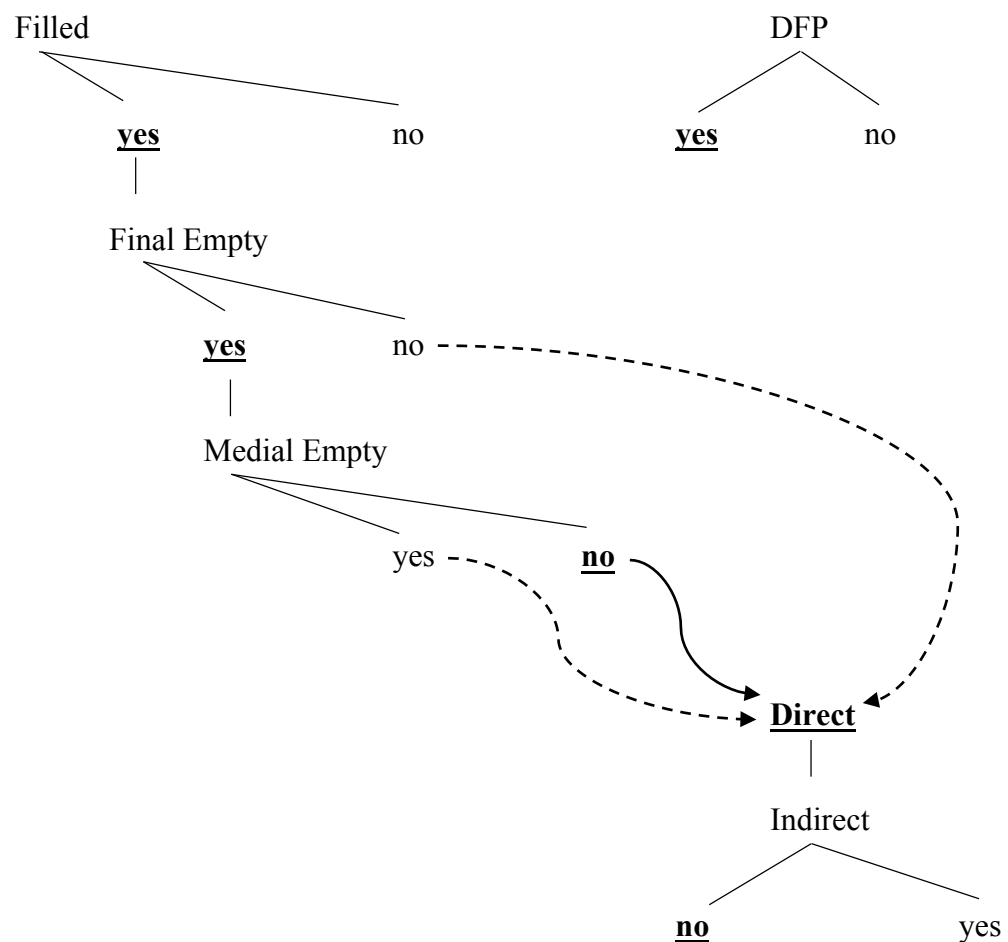 Filled DFP
yes no yes no
Final Empty
yes no
Medial Empty
yes no
Direct
Indirect
no yes